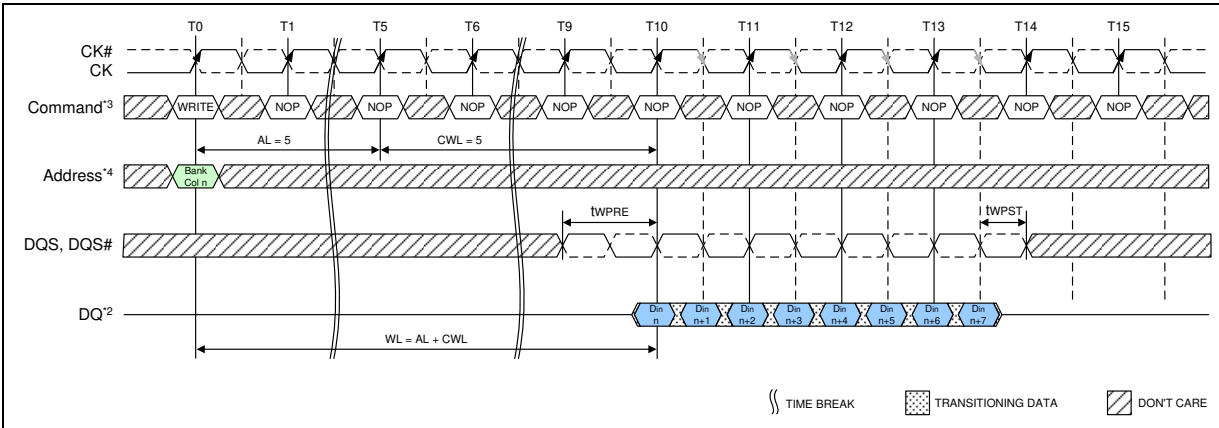 T0 T1 T5 T6 T9 T10 T11 T12 T13 T14 T15
CK#
CK
Command*3 WRITE NOP NOP NOP NOP NOP NOP NOP NOP NOP NOP
AL = 5 CWL = 5
Address*4 Bank
Col n
tWPRE tWPST
DQS, DQS#
DQ*2 Din n Din n+1 Din n+2 Din n+3 Din n+4 Din n+5 Din n+6 Din n+7
WL = AL + CWL
TIME BREAK TRANSITIONING DATA DON'T CARE